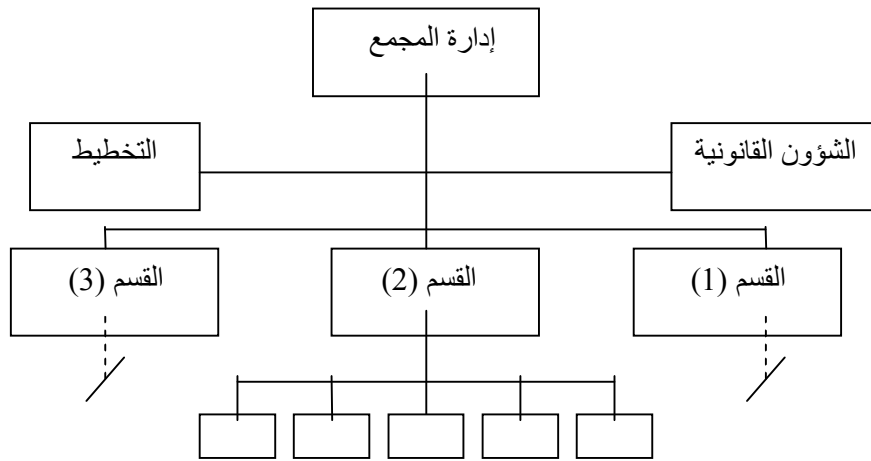 إدارة المجمع
الشؤون القانونية
التخطيط
القسم (1)
القسم (2)
القسم (3)